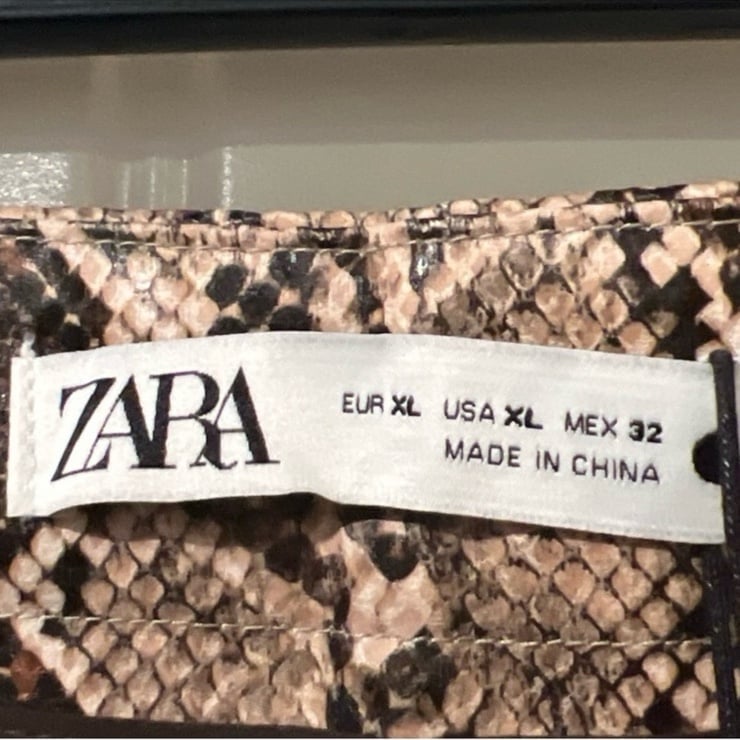 ZARA
EUR XL USA XL MEX 32
MADE IN CHINA